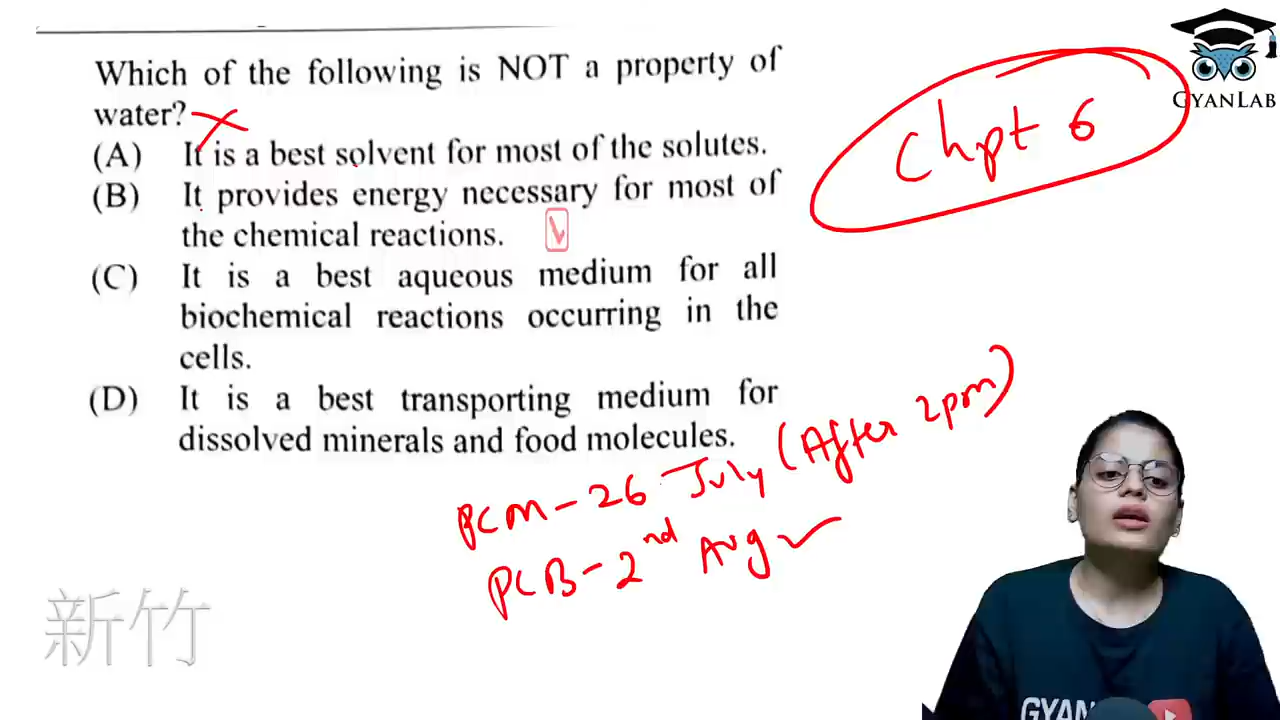 Which of the following is NOT a property of
water?
(A) It is a best solvent for most of the solutes.
(B) It provides energy necessary for most of
the chemical reactions.
(C) It is a best aqueous medium for all
biochemical reactions occurring in the
cells.
(D) It is a best transporting medium for
dissolved minerals and food molecules.
Chpt 6
GYANLAB
PCM - 26 July (After 2pm)
PCB - 2nd Aug
新竹
GYAN